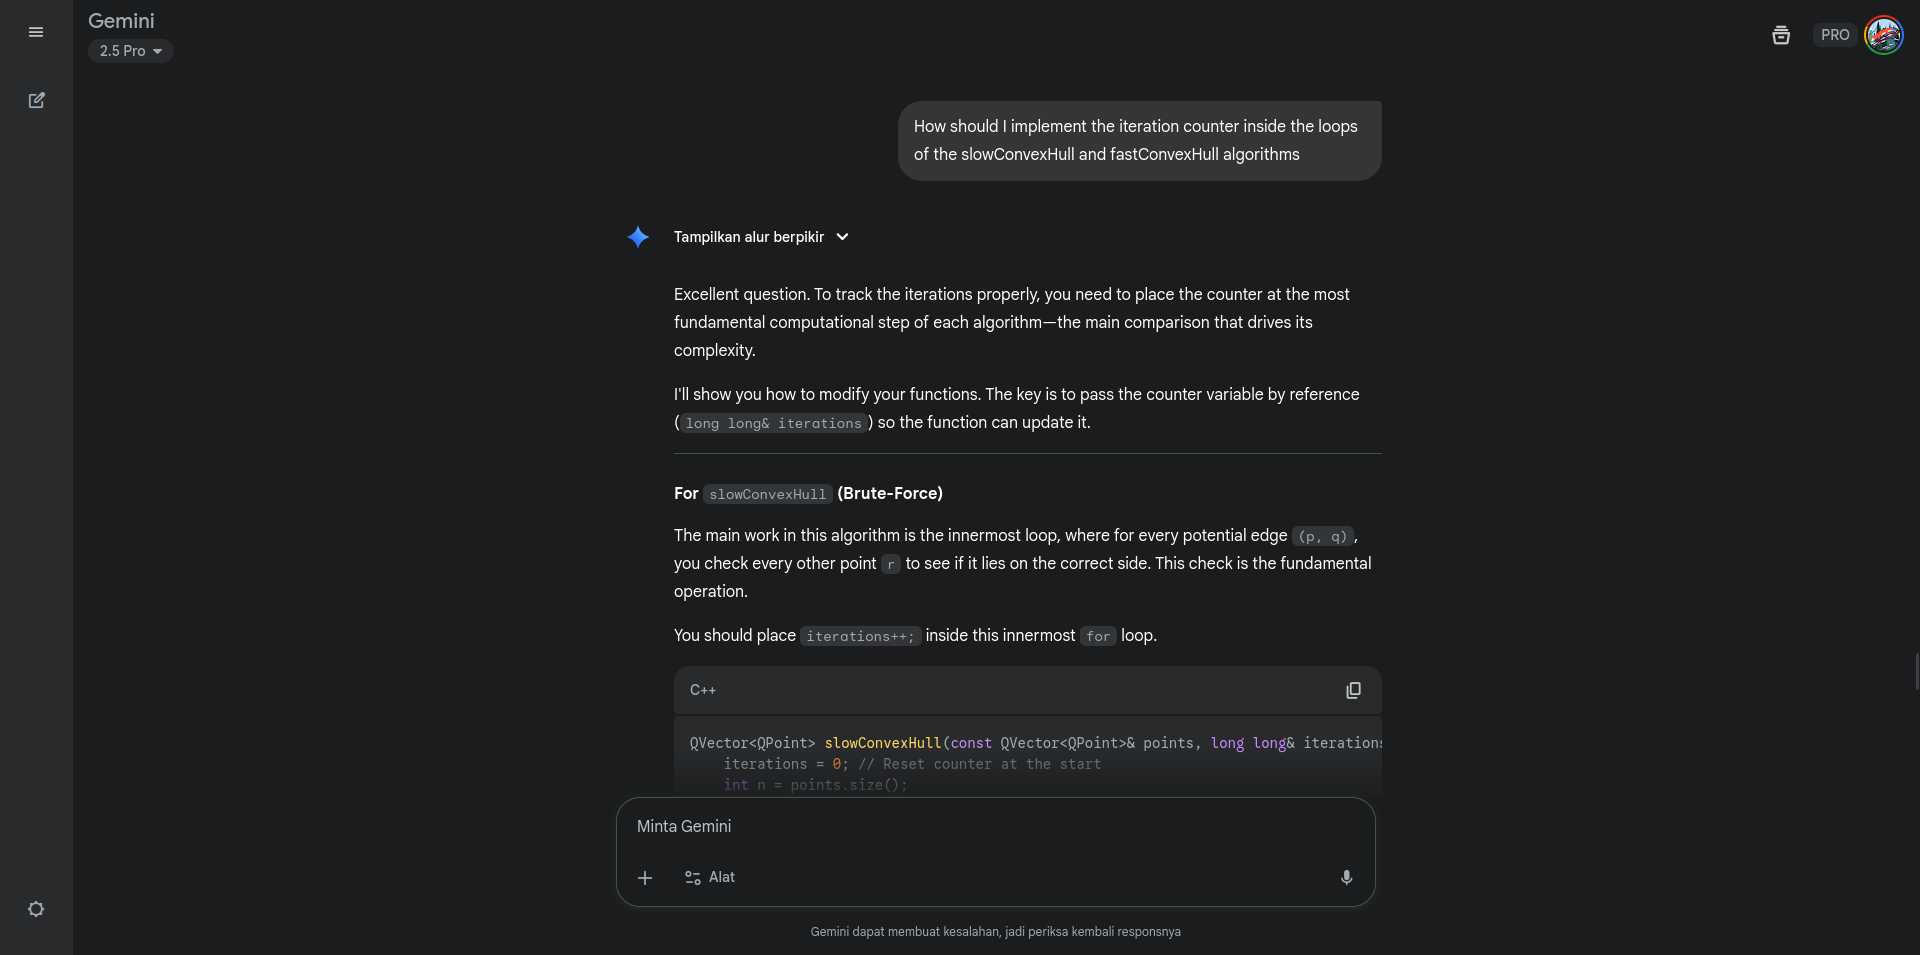 Gemini
2.5 Pro
PRO
How should I implement the iteration counter inside the loops
of the slowConvexHull and fastConvexHull algorithms
Tampilkan alur berpikir
Excellent question. To track the iterations properly, you need to place the counter at the most
fundamental computational step of each algorithm—the main comparison that drives its
complexity.
I'll show you how to modify your functions. The key is to pass the counter variable by reference
(long long& iterations) so the function can update it.
For slowConvexHull (Brute-Force)
The main work in this algorithm is the innermost loop, where for every potential edge (p, q),
you check every other point r to see if it lies on the correct side. This check is the fundamental
operation.
You should place iterations++; inside this innermost for loop.
C++
QVector<QPoint> slowConvexHull(const QVector<QPoint>& points, long long& iterations
iterations = 0; // Reset counter at the start
int n = points.size();
Minta Gemini
Alat
Gemini dapat membuat kesalahan, jadi periksa kembali responsnya